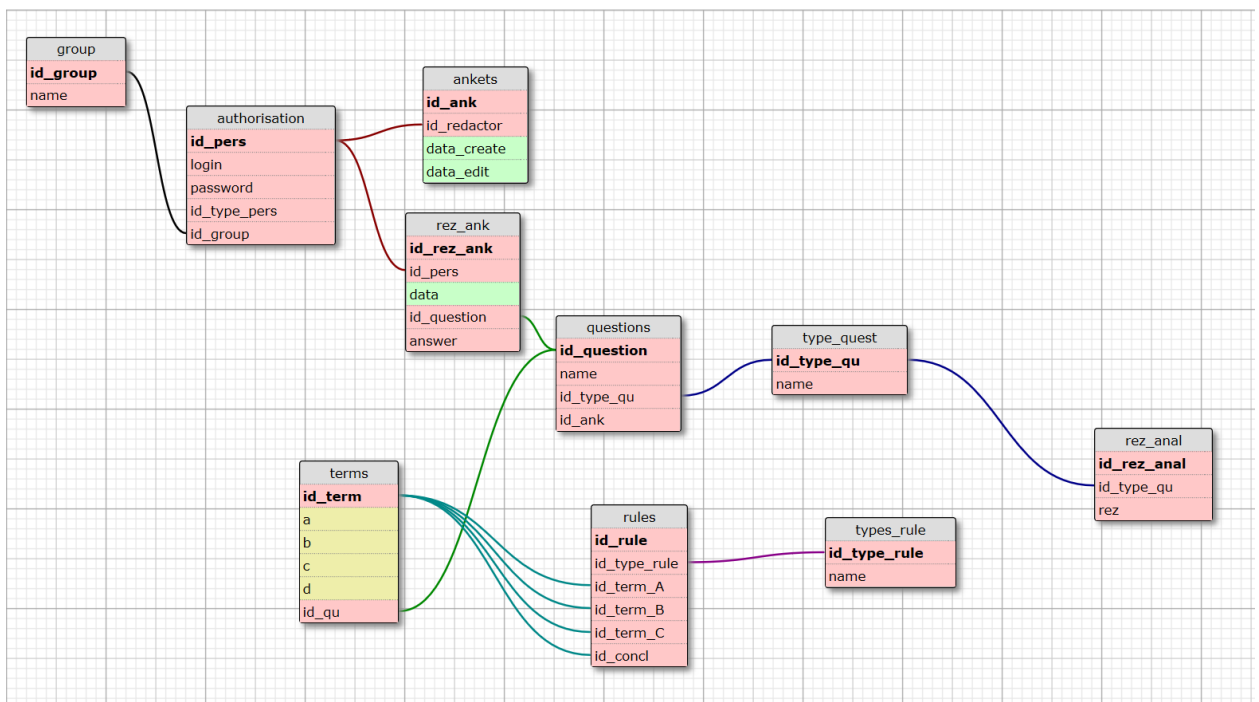 group
id_group
name
authorisation
id_pers
login
password
id_type_pers
id_group
ankets
id_ank
id_redactor
data_create
data_edit
rez_ank
id_rez_ank
id_pers
data
id_question
answer
questions
id_question
name
id_type_qu
id_ank
type_quest
id_type_qu
name
rez_anal
id_rez_anal
id_type_qu
rez
terms
id_term
a
b
c
d
id_qu
rules
id_rule
id_type_rule
id_term_A
id_term_B
id_term_C
id_concl
types_rule
id_type_rule
name